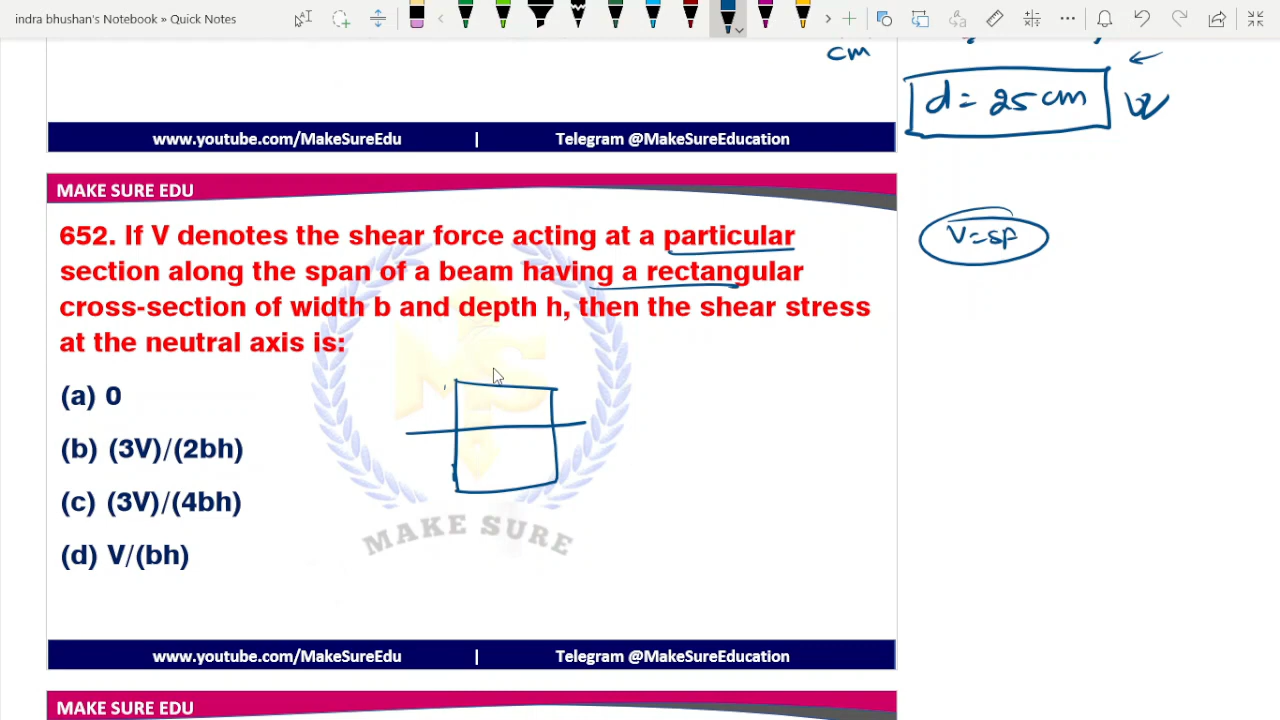 indra bhushan's Notebook » Quick Notes
cm
d = 25 cm
www.youtube.com/MakeSureEdu | Telegram @MakeSureEducation
MAKE SURE EDU
V = SF
652. If V denotes the shear force acting at a particular
section along the span of a beam having a rectangular
cross-section of width b and depth h, then the shear stress
at the neutral axis is:
(a) 0
(b) (3V)/(2bh)
(c) (3V)/(4bh)
(d) V/(bh)
MAKE SURE
www.youtube.com/MakeSureEdu | Telegram @MakeSureEducation
MAKE SURE EDU